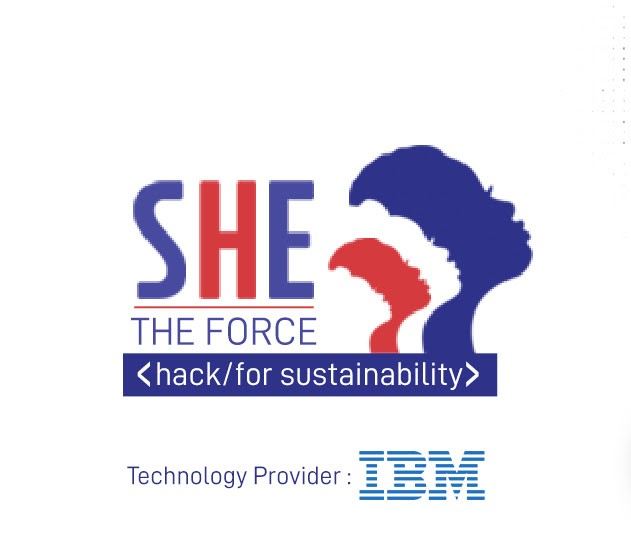 SHE
THE FORCE
<hack/for sustainability>
Technology Provider : IBM